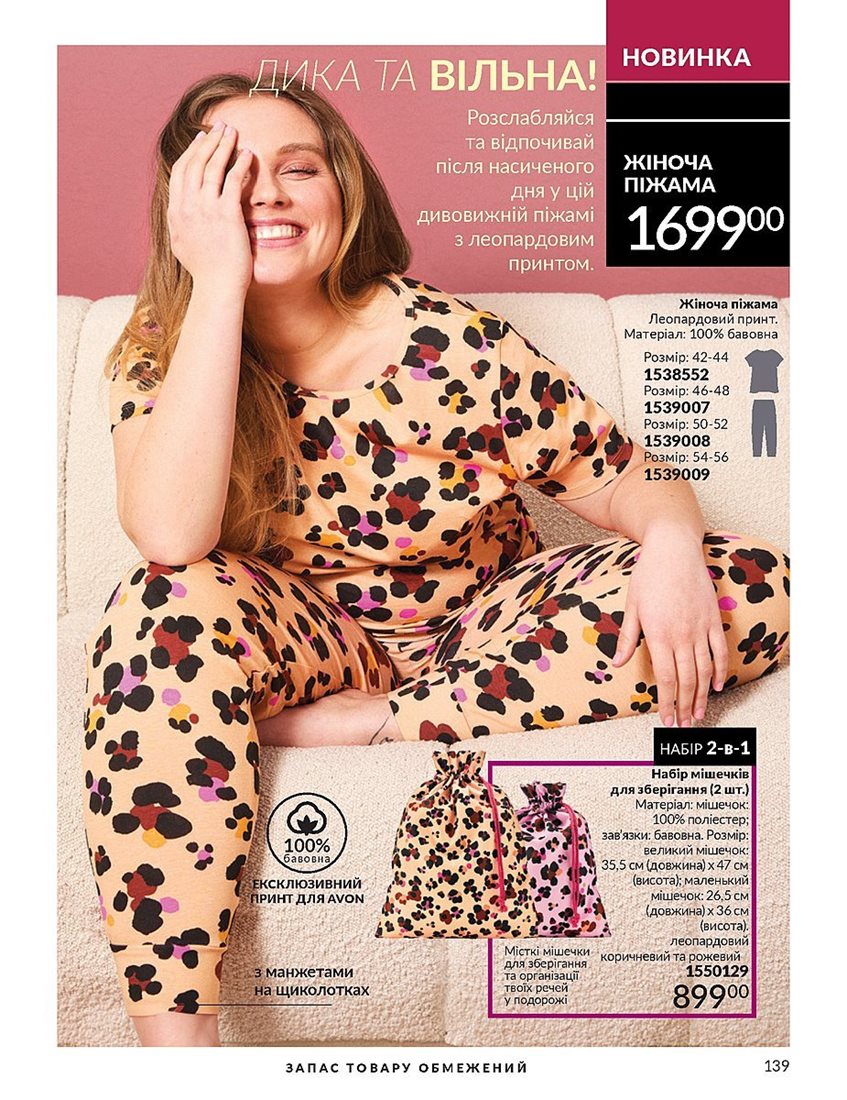 НОВИНКА
ДИКА ТА ВІЛЬНА!
Розслабляйся
та відпочивай
після насиченого
дня у цій
дивовижній піжамі
з леопардовим
принтом.
ЖІНОЧА
ПІЖАМА
1699⁰⁰
Жіноча піжама
Леопардовий принт.
Матеріал: 100% бавовна
Розмір: 42-44
1538552
Розмір: 46-48
1539007
Розмір: 50-52
1539008
Розмір: 54-56
1539009
100%
бавовна
ЕКСКЛЮЗИВНИЙ
ПРИНТ ДЛЯ AVON
з манжетами
на щиколотках
НАБІР 2-в-1
Набір мішечків
для зберігання (2 шт.)
Матеріал: мішечок:
100% поліестер;
зав'язки: бавовна. Розмір:
великий мішечок:
35,5 см (довжина) х 47 см
(висота); маленький
мішечок: 26,5 см
(довжина) х 36 см
(висота).
леопардовий
коричневий та рожевий
1550129
899⁰⁰
Місткі мішечки
для зберігання
та організації
твоїх речей
у подорожі
ЗАПАС ТОВАРУ ОБМЕЖЕНИЙ
139